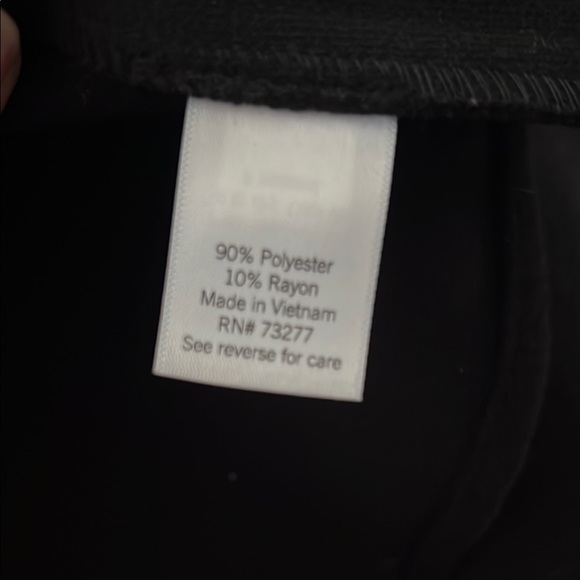 90% Polyester
10% Rayon
Made in Vietnam
RN# 73277
See reverse for care